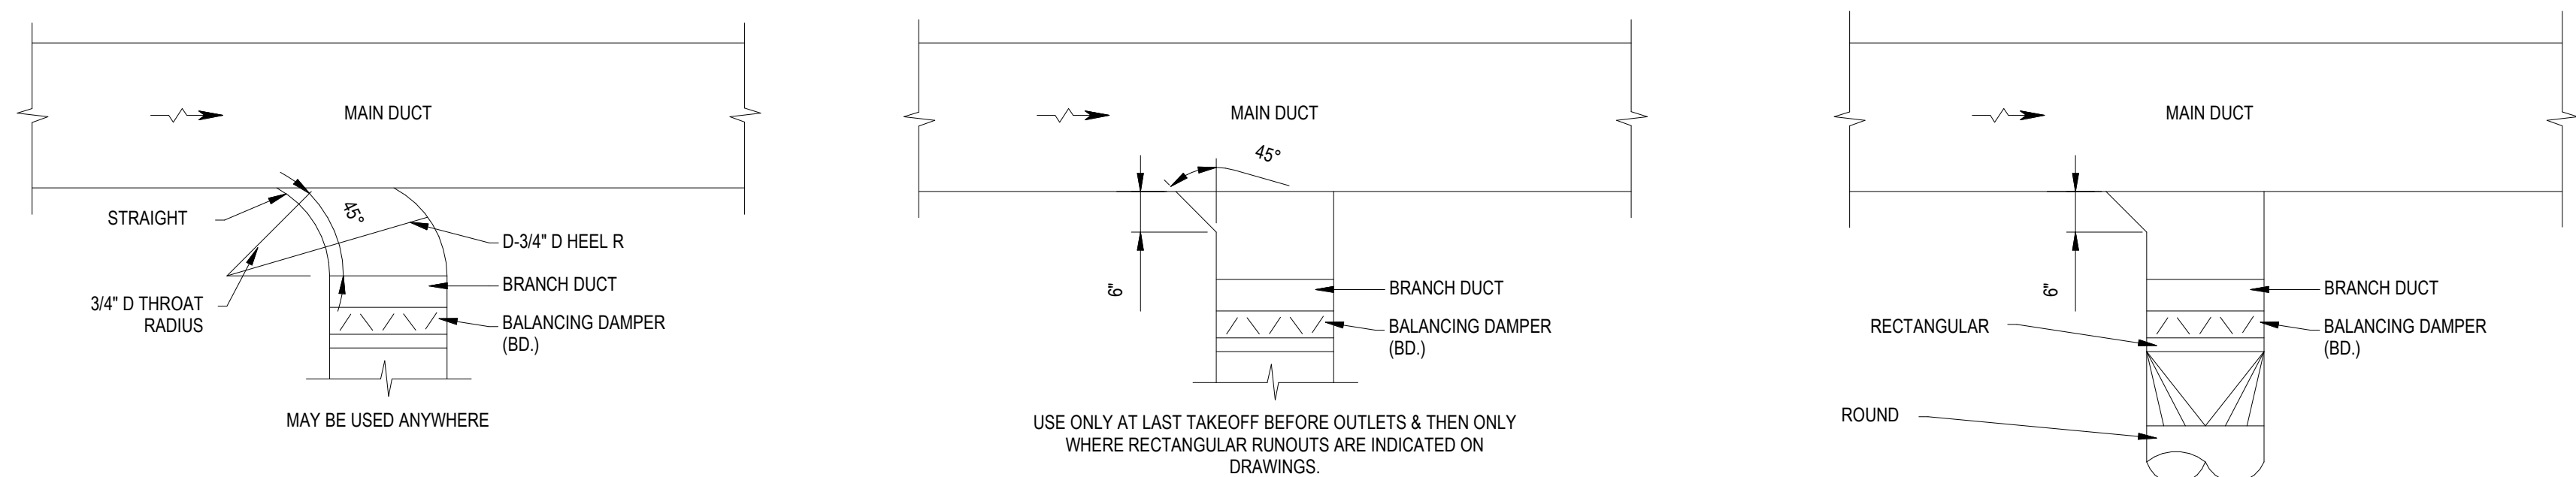 MAIN DUCT
STRAIGHT
45°
D-3/4" D HEEL R
BRANCH DUCT
3/4" D THROAT
RADIUS
BALANCING DAMPER
(BD.)
MAY BE USED ANYWHERE
MAIN DUCT
45°
6"
BRANCH DUCT
BALANCING DAMPER
(BD.)
USE ONLY AT LAST TAKEOFF BEFORE OUTLETS & THEN ONLY
WHERE RECTANGULAR RUNOUTS ARE INDICATED ON
DRAWINGS.
MAIN DUCT
6"
BRANCH DUCT
RECTANGULAR
BALANCING DAMPER
(BD.)
ROUND